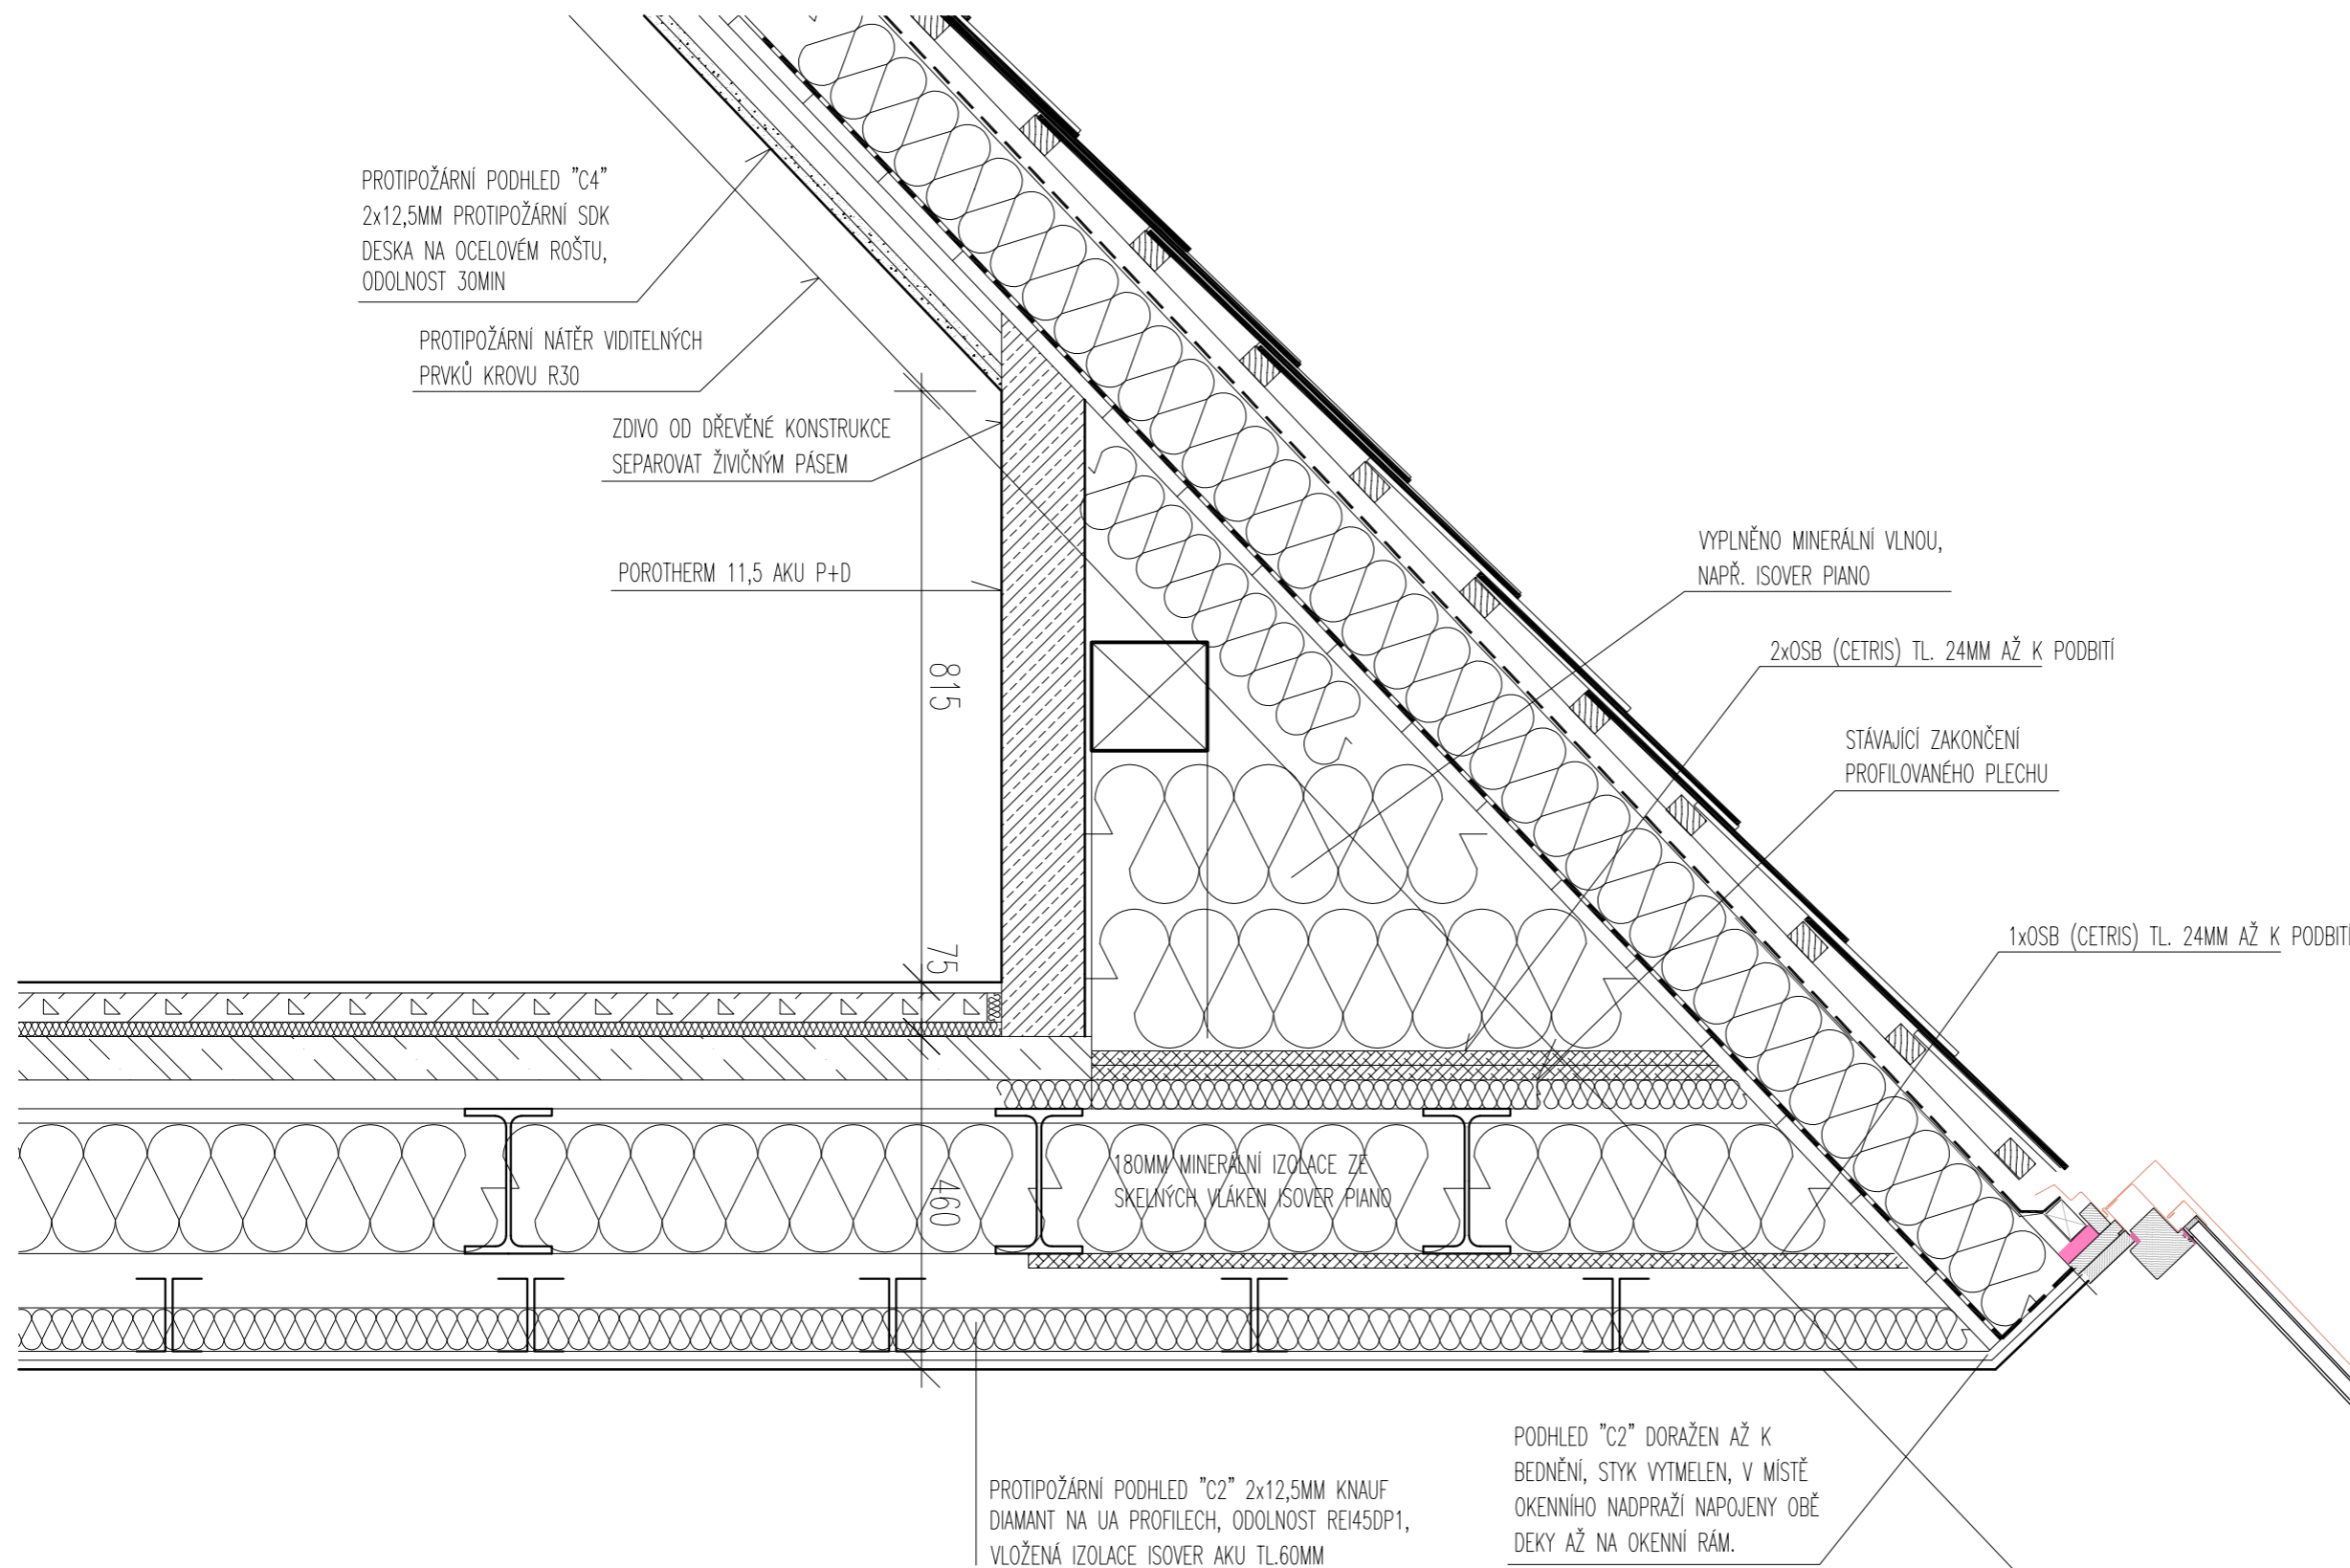 PROTIPOŽÁRNÍ PODHLED "C4"
2x12,5MM PROTIPOŽÁRNÍ SDK
DESKA NA OCELOVÉM ROŠTU,
ODOLNOST 30MIN
PROTIPOŽÁRNÍ NÁTĚR VIDITELNÝCH
PRVKŮ KROVU R30
ZDIVO OD DŘEVĚNÉ KONSTRUKCE
SEPAROVAT ŽIVIČNÝM PÁSEM
POROTHERM 11,5 AKU P+D
815
75
460
VYPLNĚNO MINERÁLNÍ VLNOU,
NAPŘ. ISOVER PIANO
2xOSB (CETRIS) TL. 24MM AŽ K PODBITÍ
STÁVAJÍCÍ ZAKONČENÍ
PROFILOVANÉHO PLECHU
1xOSB (CETRIS) TL. 24MM AŽ K PODBITÍ
180MM MINERÁLNÍ IZOLACE ZE
SKELNÝCH VLÁKEN ISOVER PIANO
PROTIPOŽÁRNÍ PODHLED "C2" 2x12,5MM KNAUF
DIAMANT NA UA PROFILECH, ODOLNOST REI45DP1,
VLOŽENÁ IZOLACE ISOVER AKU TL.60MM
PODHLED "C2" DORAŽEN AŽ K
BEDNĚNÍ, STYK VYTMELEN, V MÍSTĚ
OKENNÍHO NADPRAŽÍ NAPOJENY OBĚ
DEKY AŽ NA OKENNÍ RÁM.